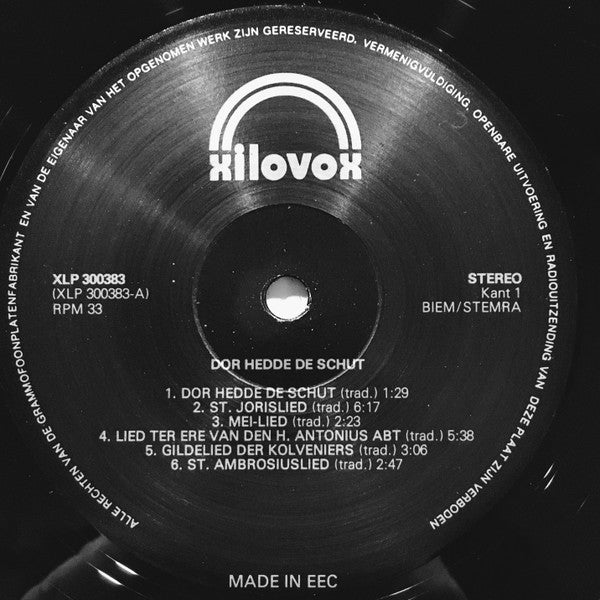 ALLE RECHTEN VAN DE GRAMMOFOONPLATENFABRIKANT EN VAN DE EIGENAAR VAN HET OPGENOMEN WERK ZIJN GERESERVEERD, VERMENIGVULDIGING, OPENBARE UITVOERING EN RADIOUITZENDING VAN DEZE PLAAT ZIJN VERBODEN
xilovox
XLP 300383
(XLP 300383-A)
RPM 33
STEREO
Kant 1
BIEM/STEMRA
DOR HEDDE DE SCHUT
1. DOR HEDDE DE SCHUT (trad.) 1:29
2. ST. JORISLIED (trad.) 6:17
3. MEI-LIED (trad.) 2:23
4. LIED TER ERE VAN DEN H. ANTONIUS ABT (trad.) 5:38
5. GILDELIED DER KOLVENIERS (trad.) 3:06
6. ST. AMBROSIUSLIED (trad.) 2:47
MADE IN EEC